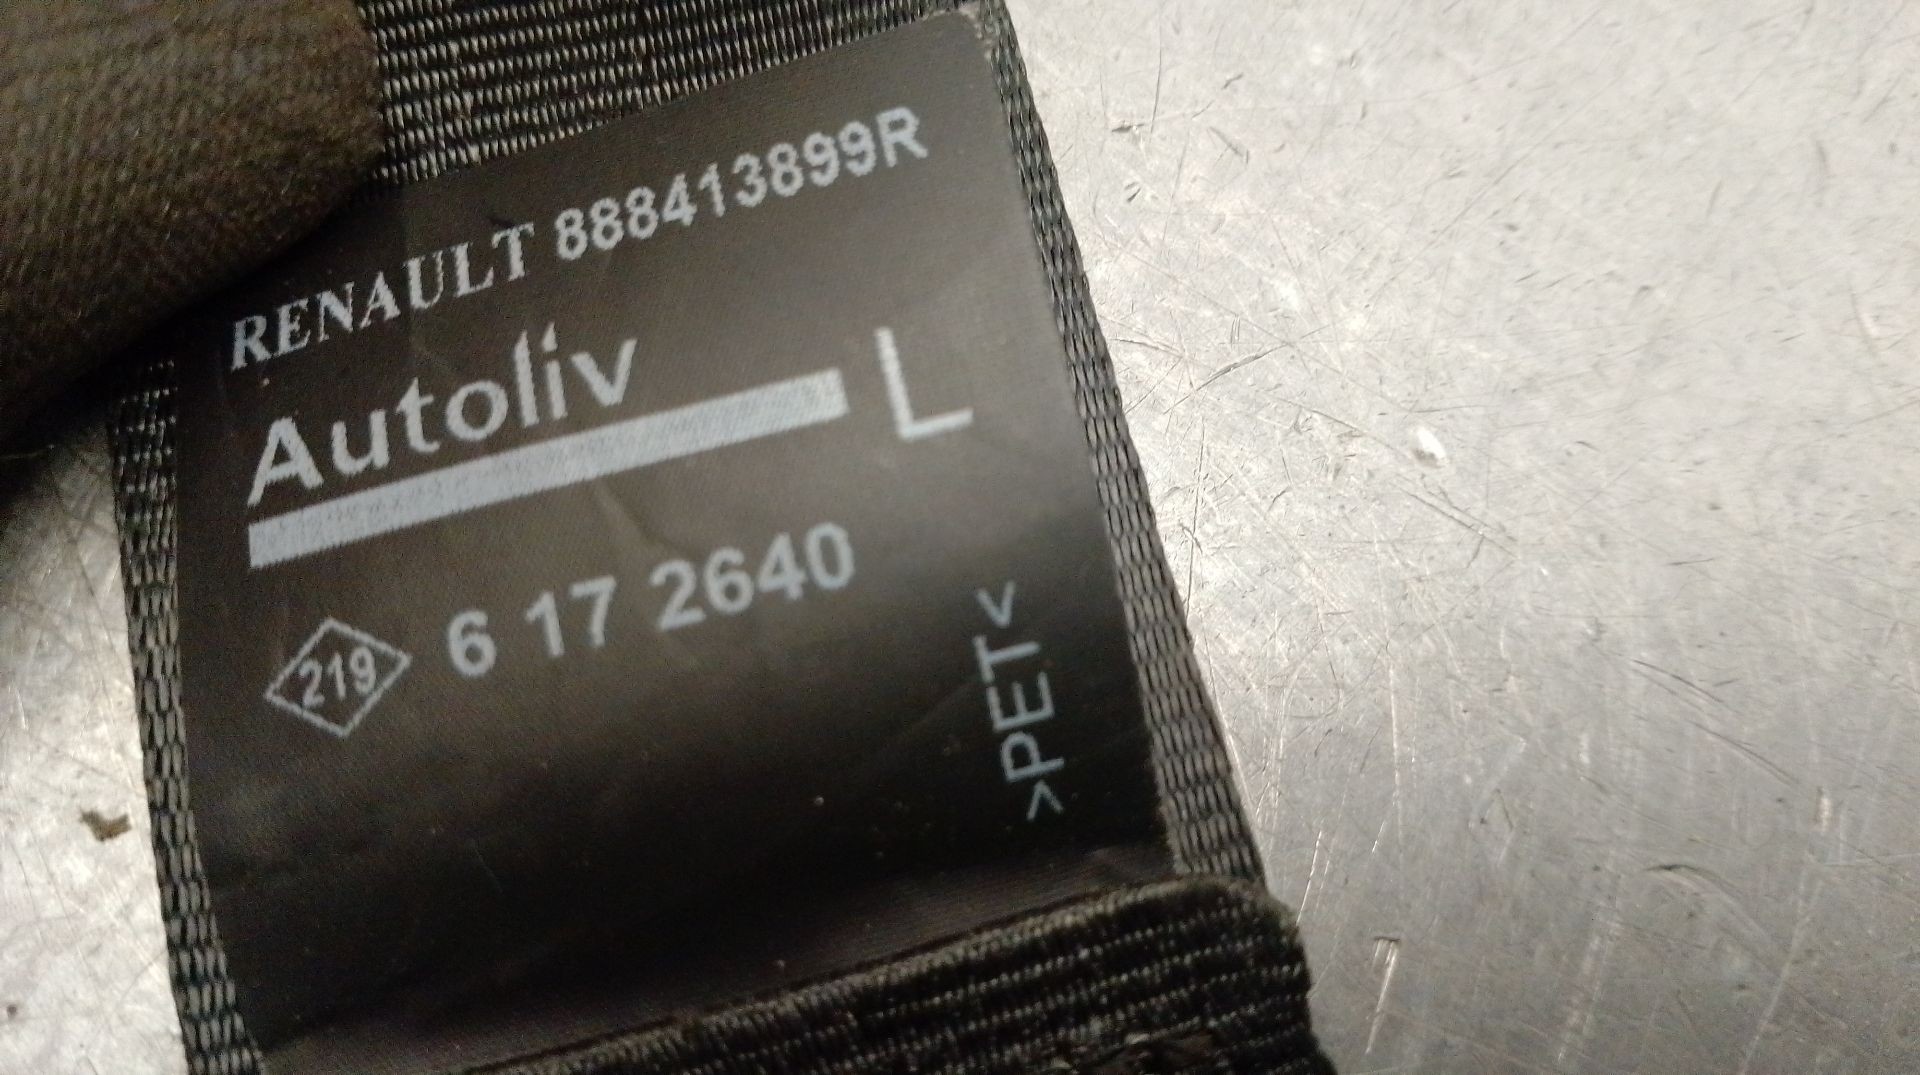 RENAULT 888413899R
Autoliv L
219 6 17 2640
>PET<